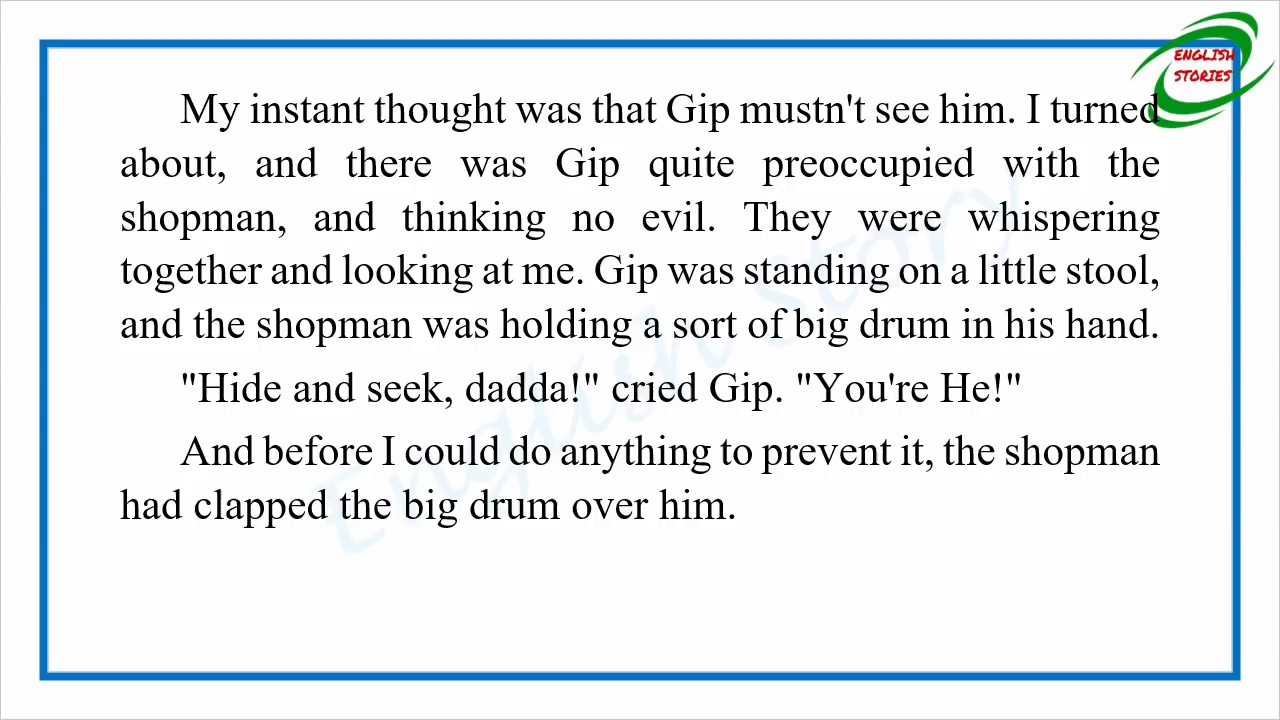 ENGLISH
STORIES
My instant thought was that Gip mustn't see him. I turned
about, and there was Gip quite preoccupied with the
shopman, and thinking no evil. They were whispering
together and looking at me. Gip was standing on a little stool,
and the shopman was holding a sort of big drum in his hand.
"Hide and seek, dadda!" cried Gip. "You're He!"
And before I could do anything to prevent it, the shopman
had clapped the big drum over him.
English Story